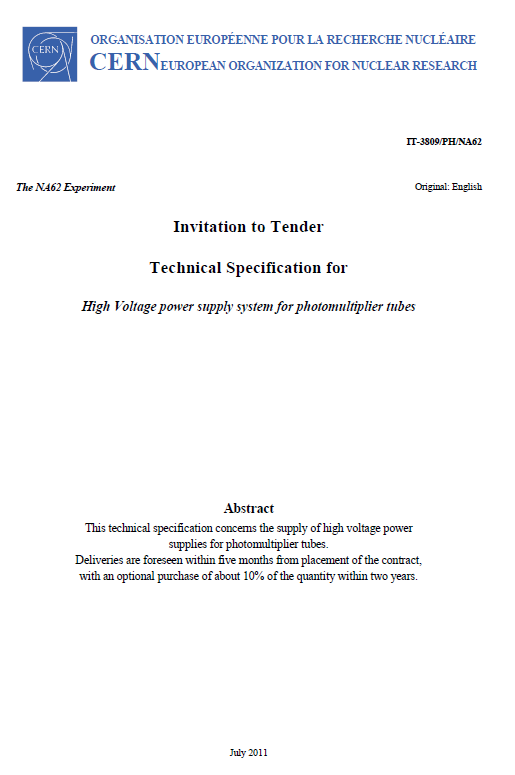 ORGANISATION EUROPÉENNE POUR LA RECHERCHE NUCLÉAIRE
CERN
CERN EUROPEAN ORGANIZATION FOR NUCLEAR RESEARCH
IT-3809/PH/NA62
The NA62 Experiment
Original: English
Invitation to Tender
Technical Specification for
High Voltage power supply system for photomultiplier tubes
Abstract
This technical specification concerns the supply of high voltage power
supplies for photomultiplier tubes.
Deliveries are foreseen within five months from placement of the contract,
with an optional purchase of about 10% of the quantity within two years.
July 2011